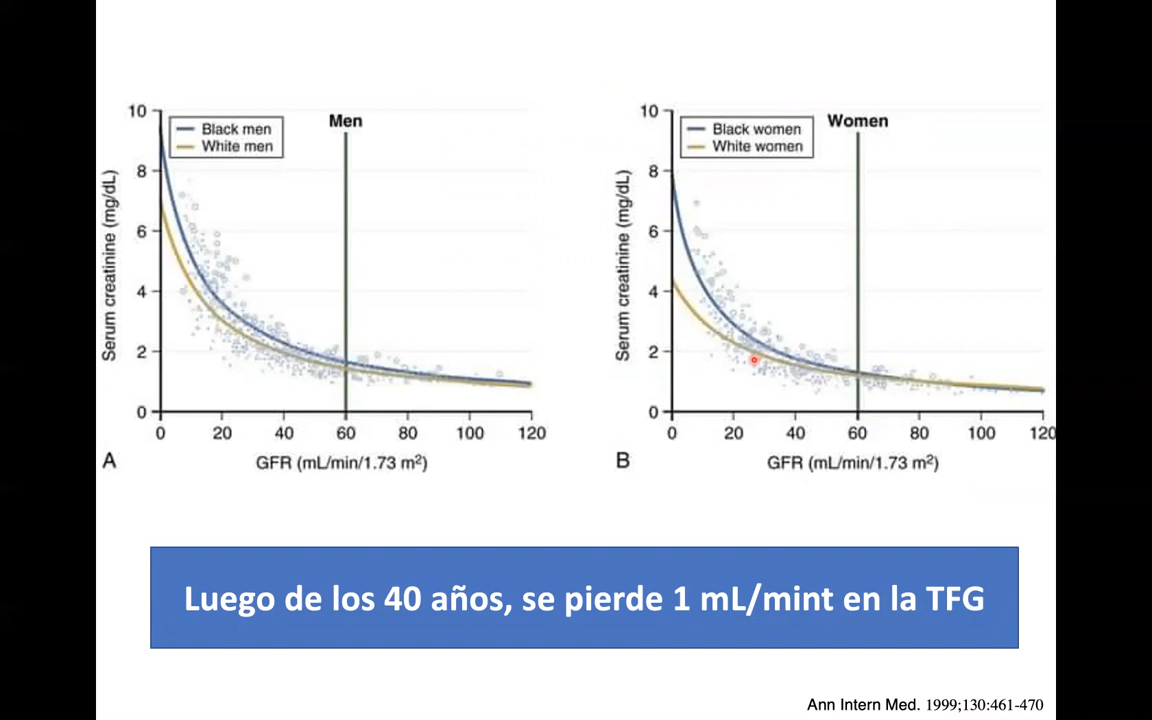 10
8
6
4
2
0
Serum creatinine (mg/dL)
Black men
White men
Men
0 20 40 60 80 100 120
A
GFR (mL/min/1.73 m²)
10
8
6
4
2
0
Serum creatinine (mg/dL)
Black women
White women
Women
0 20 40 60 80 100 120
B
GFR (mL/min/1.73 m²)
Luego de los 40 años, se pierde 1 mL/mint en la TFG
Ann Intern Med. 1999;130:461-470